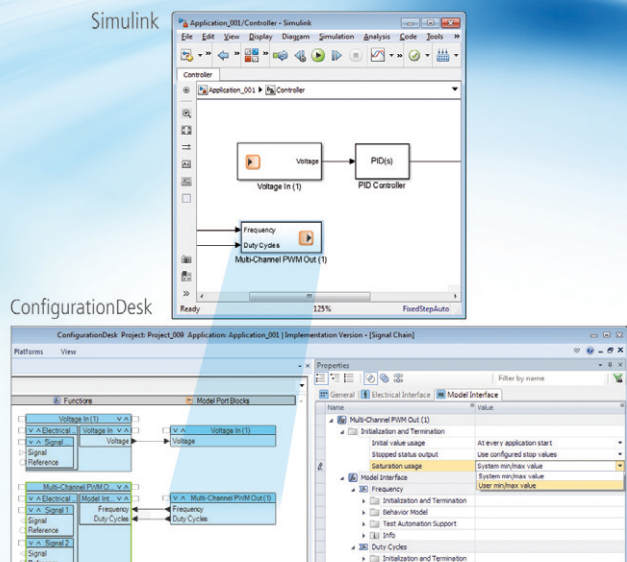 Simulink
Application_001/Controller - Simulink
File Edit View Display Diagram Simulation Analysis Code Tools »
Controller
Application_001 Controller
Voltage
Voltage In (1)
PID(s)
PID Controller
Frequency
Duty Cycles
Multi-Channel PWM Out (1)
Ready 125% FixedStepAuto
ConfigurationDesk
ConfigurationDesk Project: Project_009 Application: Application_001 | Implementation Version - [Signal Chain]
Platforms View
Functions Model Port Blocks
Voltage In (1)
Electrical ... Voltage In
Signal ... Voltage
Signal
Reference
Voltage In (1)
Voltage
Multi-Channel PWM O...
Electrical ... Model Int...
Signal 1 Frequency
Signal Duty Cycles
Reference
Signal 2
Signal
Multi-Channel PWM Out (1)
Frequency
Duty Cycles
Properties
Filter by name
General Electrical Interface Model Interface
Name Value
Multi-Channel PWM Out (1)
Initialization and Termination
Initial value usage At every application start
Stopped status output Use configured stop values
Saturation usage System min/max value
System min/max value
User min/max value
Model Interface
Frequency
Initialization and Termination
Behavior Model
Test Automation Support
Info
Duty Cycles
Initialization and Termination